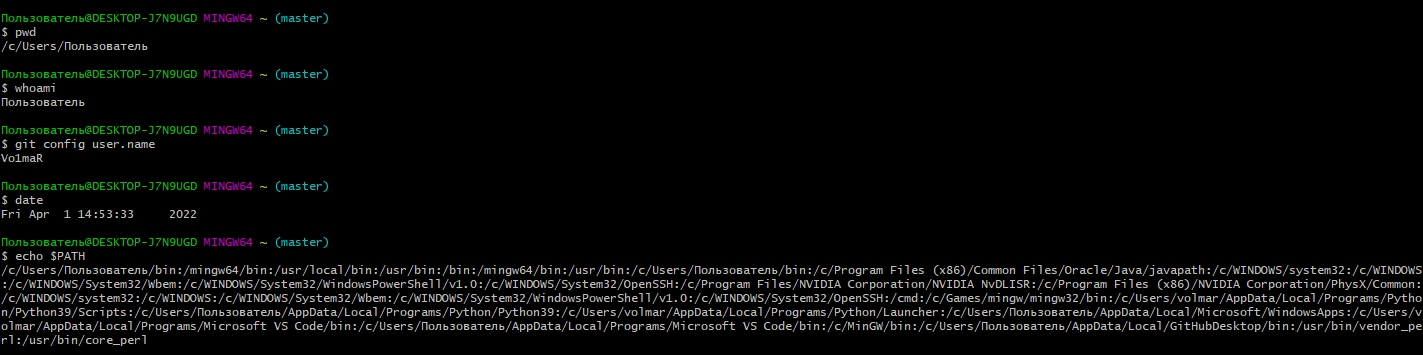 Пользователь@DESKTOP-J7N9UGD MINGW64 ~ (master)
$ pwd
/c/Users/Пользователь
Пользователь@DESKTOP-J7N9UGD MINGW64 ~ (master)
$ whoami
Пользователь
Пользователь@DESKTOP-J7N9UGD MINGW64 ~ (master)
$ git config user.name
Vo1maR
Пользователь@DESKTOP-J7N9UGD MINGW64 ~ (master)
$ date
Fri Apr  1 14:53:33     2022
Пользователь@DESKTOP-J7N9UGD MINGW64 ~ (master)
$ echo $PATH
/c/Users/Пользователь/bin:/mingw64/bin:/usr/local/bin:/usr/bin:/bin:/mingw64/bin:/usr/bin:/c/Users/Пользователь/bin:/c/Program Files (x86)/Common Files/Oracle/Java/javapath:/c/WINDOWS/system32:/c/WINDOWS
:/c/WINDOWS/System32/Wbem:/c/WINDOWS/System32/WindowsPowerShell/v1.0:/c/WINDOWS/System32/OpenSSH:/c/Program Files/NVIDIA Corporation/NVIDIA NvDLISR:/c/Program Files (x86)/NVIDIA Corporation/PhysX/Common:
/c/WINDOWS/system32:/c/WINDOWS:/c/WINDOWS/System32/Wbem:/c/WINDOWS/System32/WindowsPowerShell/v1.0:/c/WINDOWS/System32/OpenSSH:/cmd:/c/Games/mingw/mingw32/bin:/c/Users/volmar/AppData/Local/Programs/Pytho
n/Python39/Scripts:/c/Users/Пользователь/AppData/Local/Programs/Python/Python39:/c/Users/volmar/AppData/Local/Programs/Python/Launcher:/c/Users/Пользователь/AppData/Local/Microsoft/WindowsApps:/c/Users/v
olmar/AppData/Local/Programs/Microsoft VS Code/bin:/c/Users/Пользователь/AppData/Local/Programs/Microsoft VS Code/bin:/c/MinGW/bin:/c/Users/Пользователь/AppData/Local/GitHubDesktop/bin:/usr/bin/vendor_pe
rl:/usr/bin/core_perl